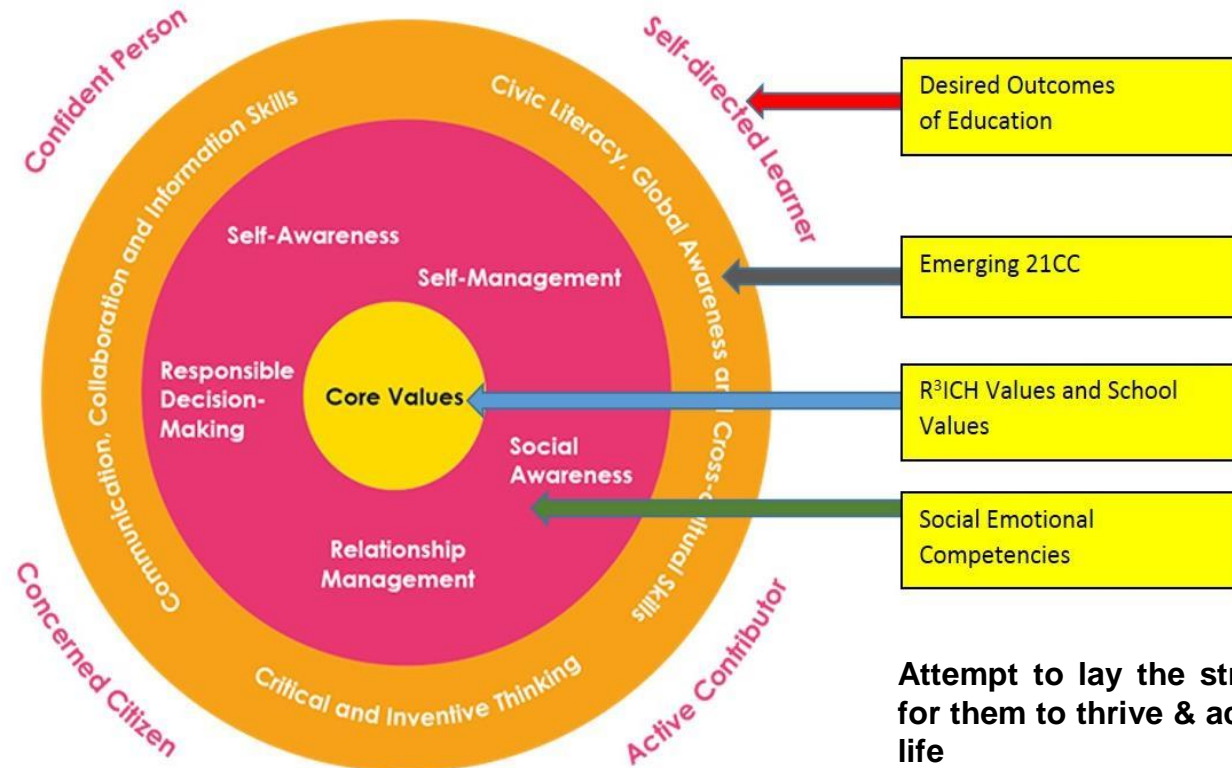 Confident Person
Self-directed Learner
Communication, Collaboration and Information Skills
Civic Literacy, Global Awareness and Cross-cultural Skills
Self-Awareness
Self-Management
Responsible
Decision-
Making
Core Values
Social
Awareness
Relationship
Management
Critical and Inventive Thinking
Concerned Citizen
Active Contributor
Desired Outcomes
of Education
Emerging 21CC
R³ICH Values and School
Values
Social Emotional
Competencies
Attempt to lay the
for them to thrive &
life